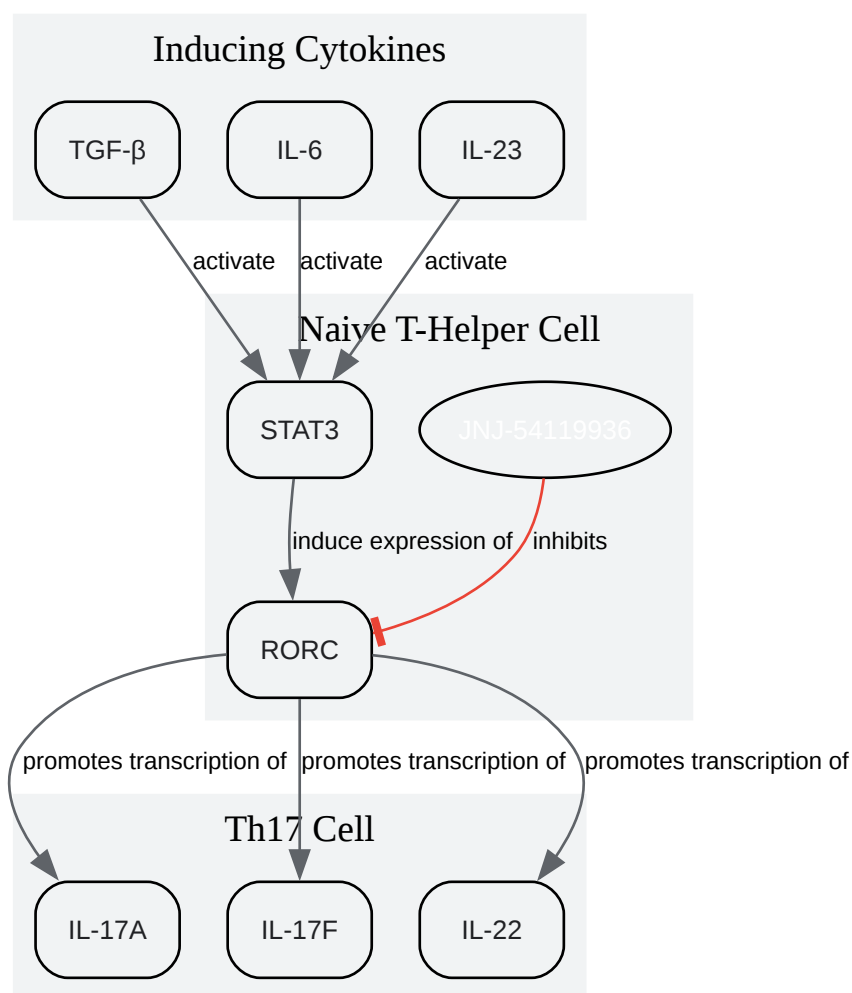 Inducing Cytokines
TGF-β
IL-6
IL-23
activate
activate
activate
Naive T-Helper Cell
STAT3
JNJ-54119936
induce expression of
inhibits
RORC
promotes transcription of
promotes transcription of
promotes transcription of
Th17 Cell
IL-17A
IL-17F
IL-22